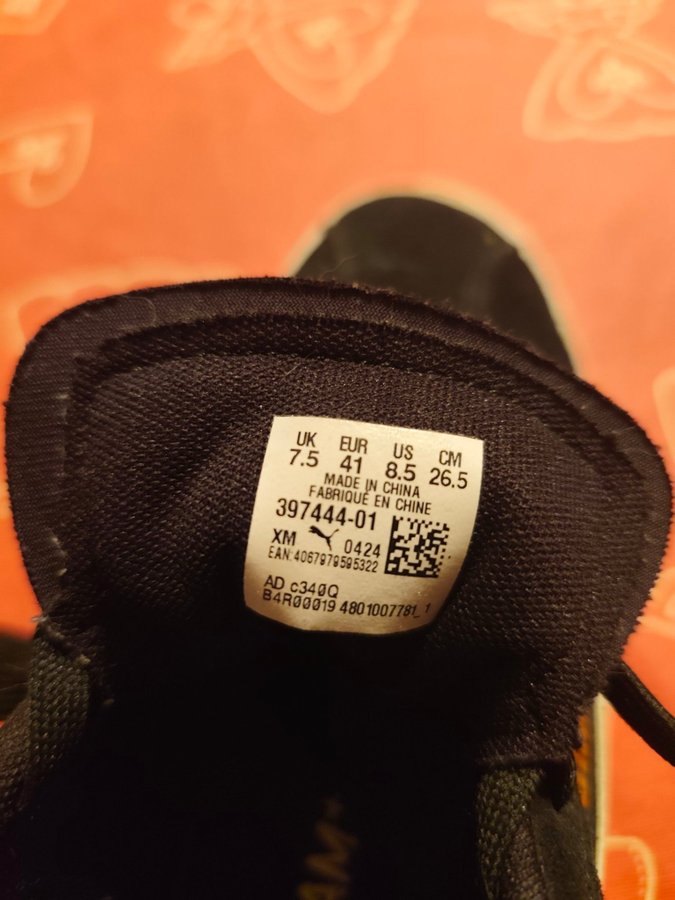 UK EUR US CM
7.5 41 8.5 26.5
MADE IN CHINA
FABRIQUÉ EN CHINE
397444-01
XM 0424
EAN:4067979595322
AD c340Q
B4R00019 4801007781_1
AM